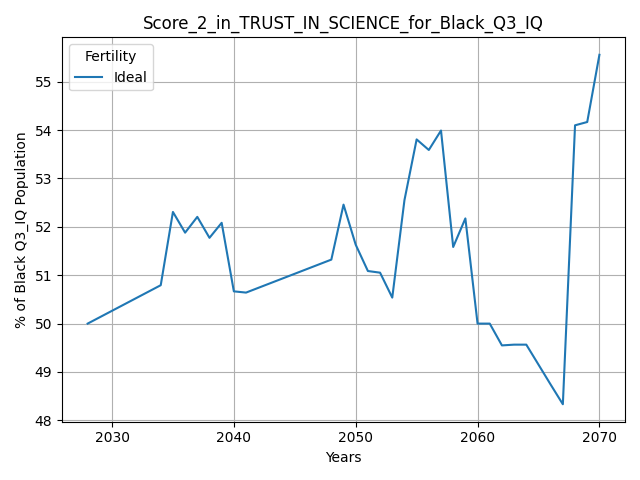 Score_2_in_TRUST_IN_SCIENCE_for_Black_Q3_IQ
Fertility
Ideal
% of Black Q3_IQ Population
55
54
53
52
51
50
49
48
2030
2040
2050
2060
2070
Years